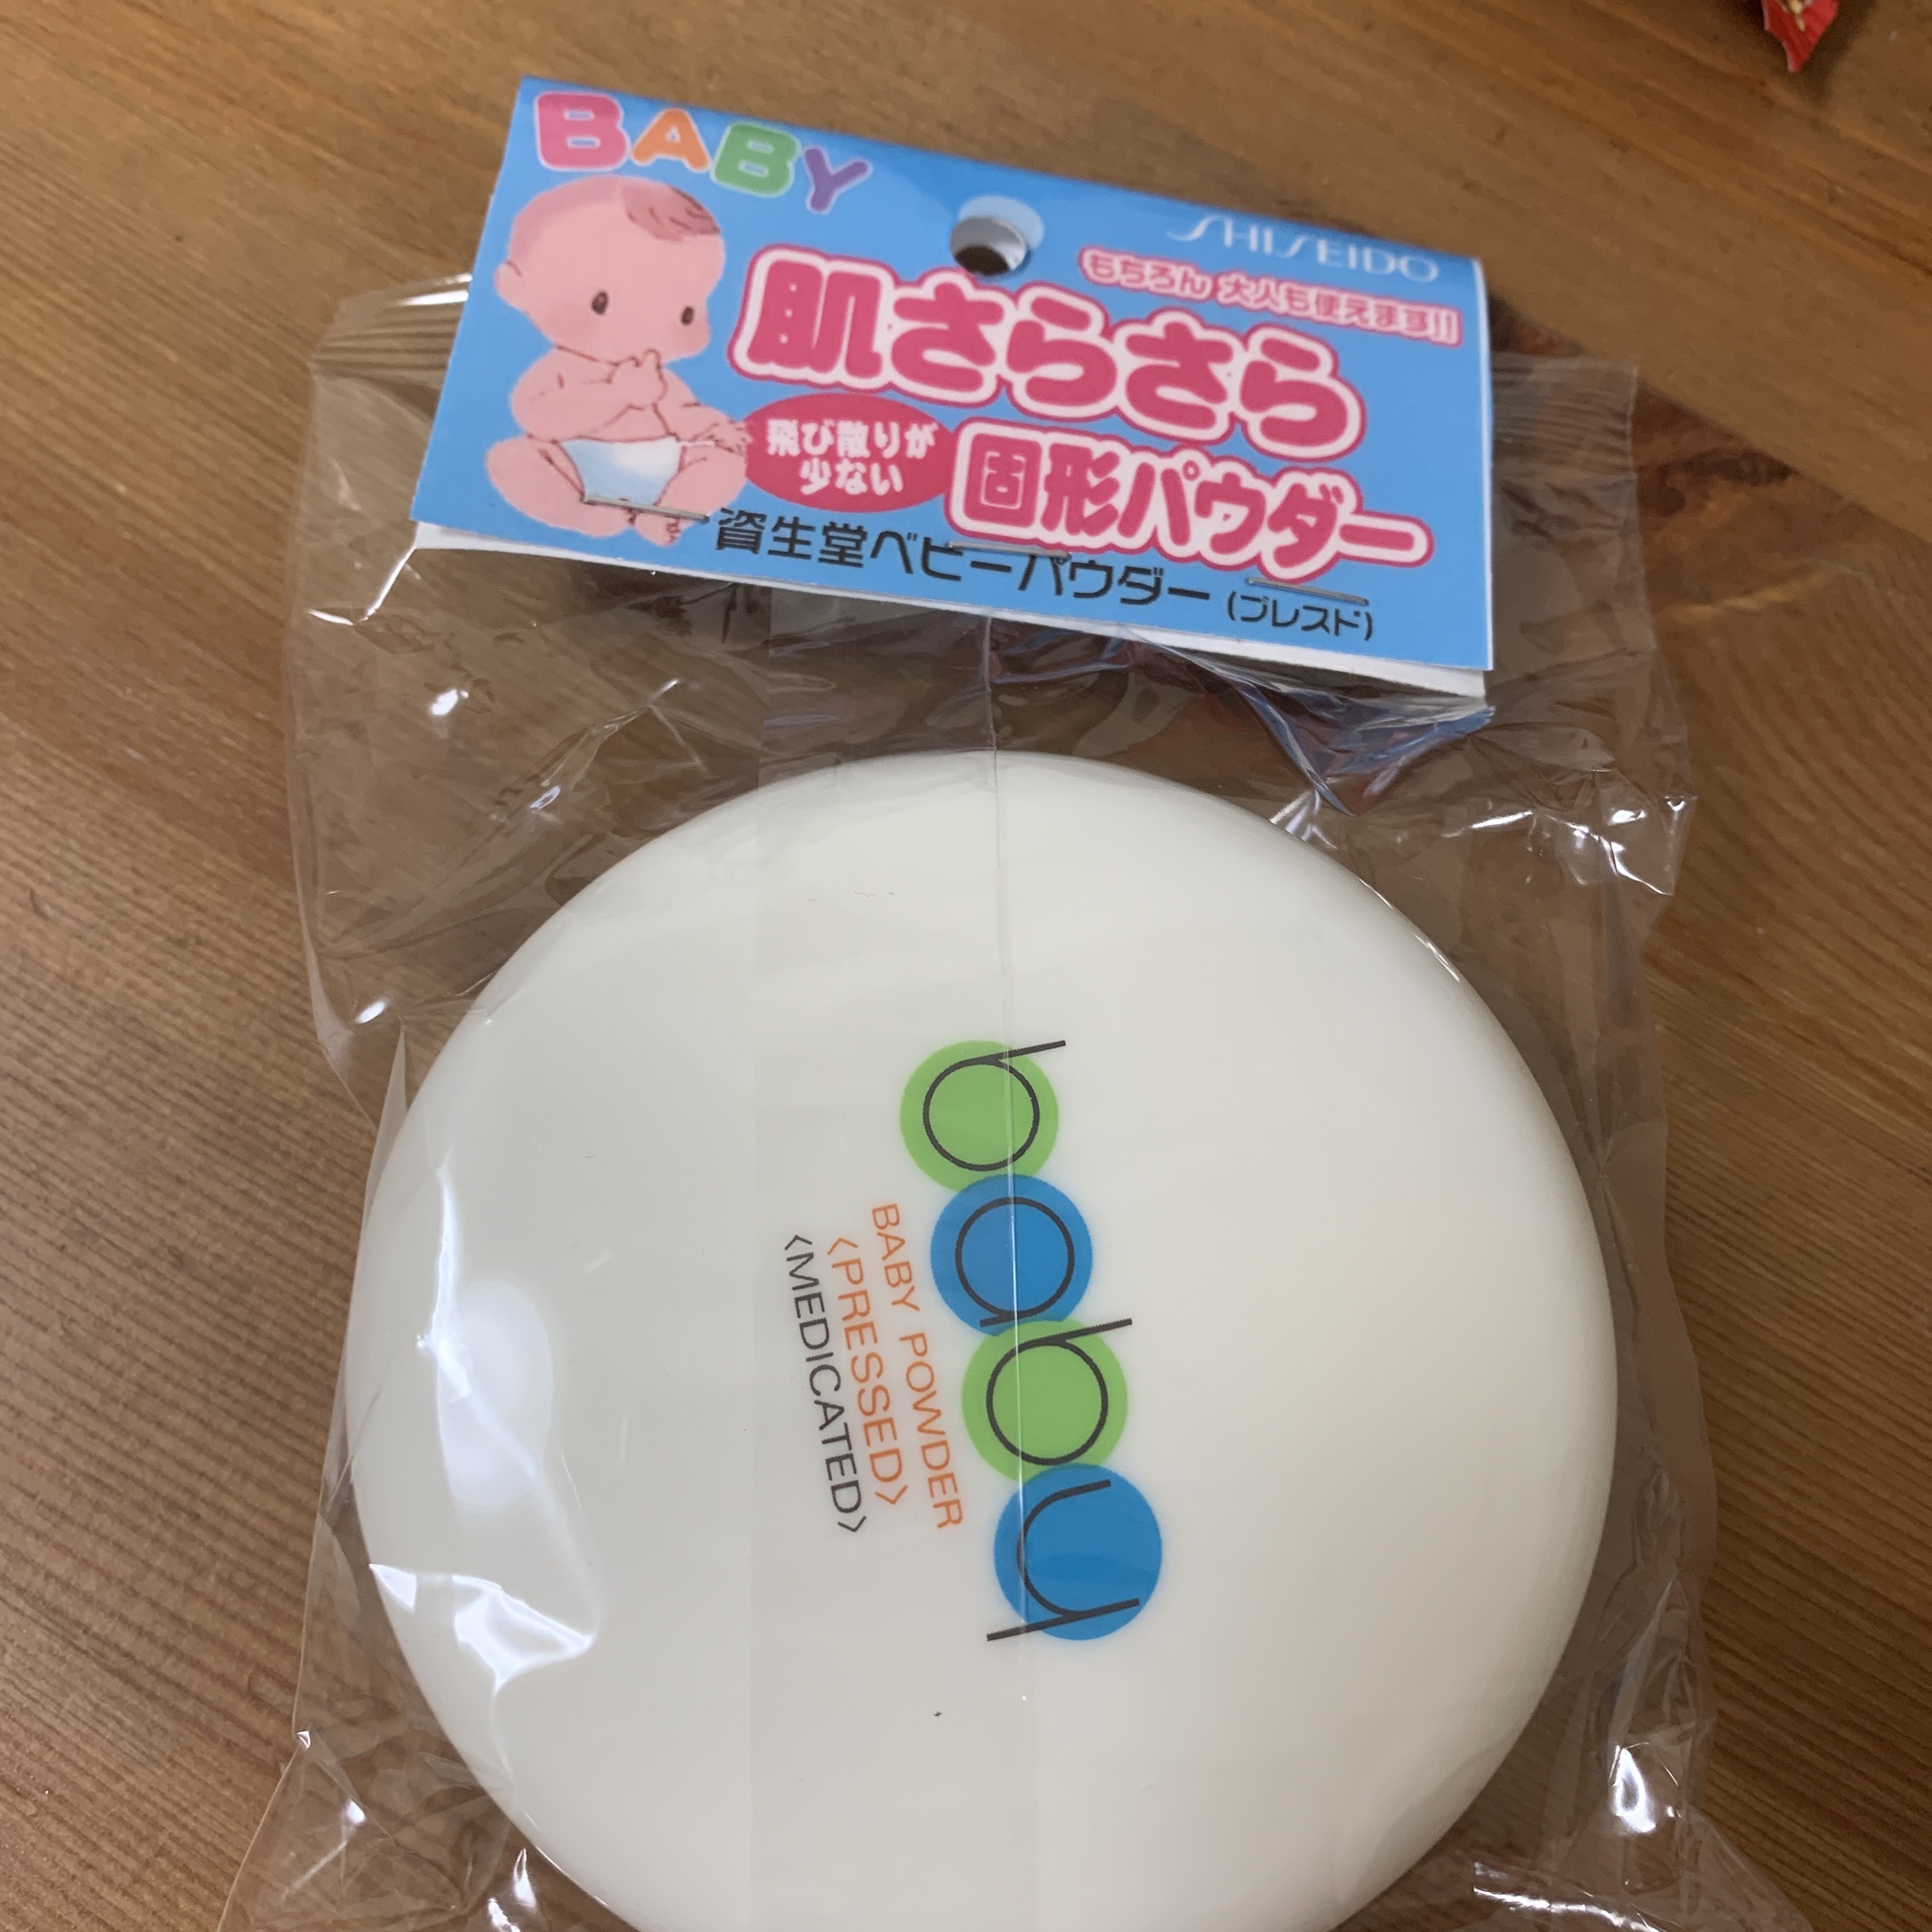 BABY
SHISEIDO
もちろん 大人も使えます!!
肌さらさら
飛び散りが
少ない
固形パウダー
資生堂ベビーパウダー (プレスド)
baby
BABY POWDER
<PRESSED>
<MEDICATED>